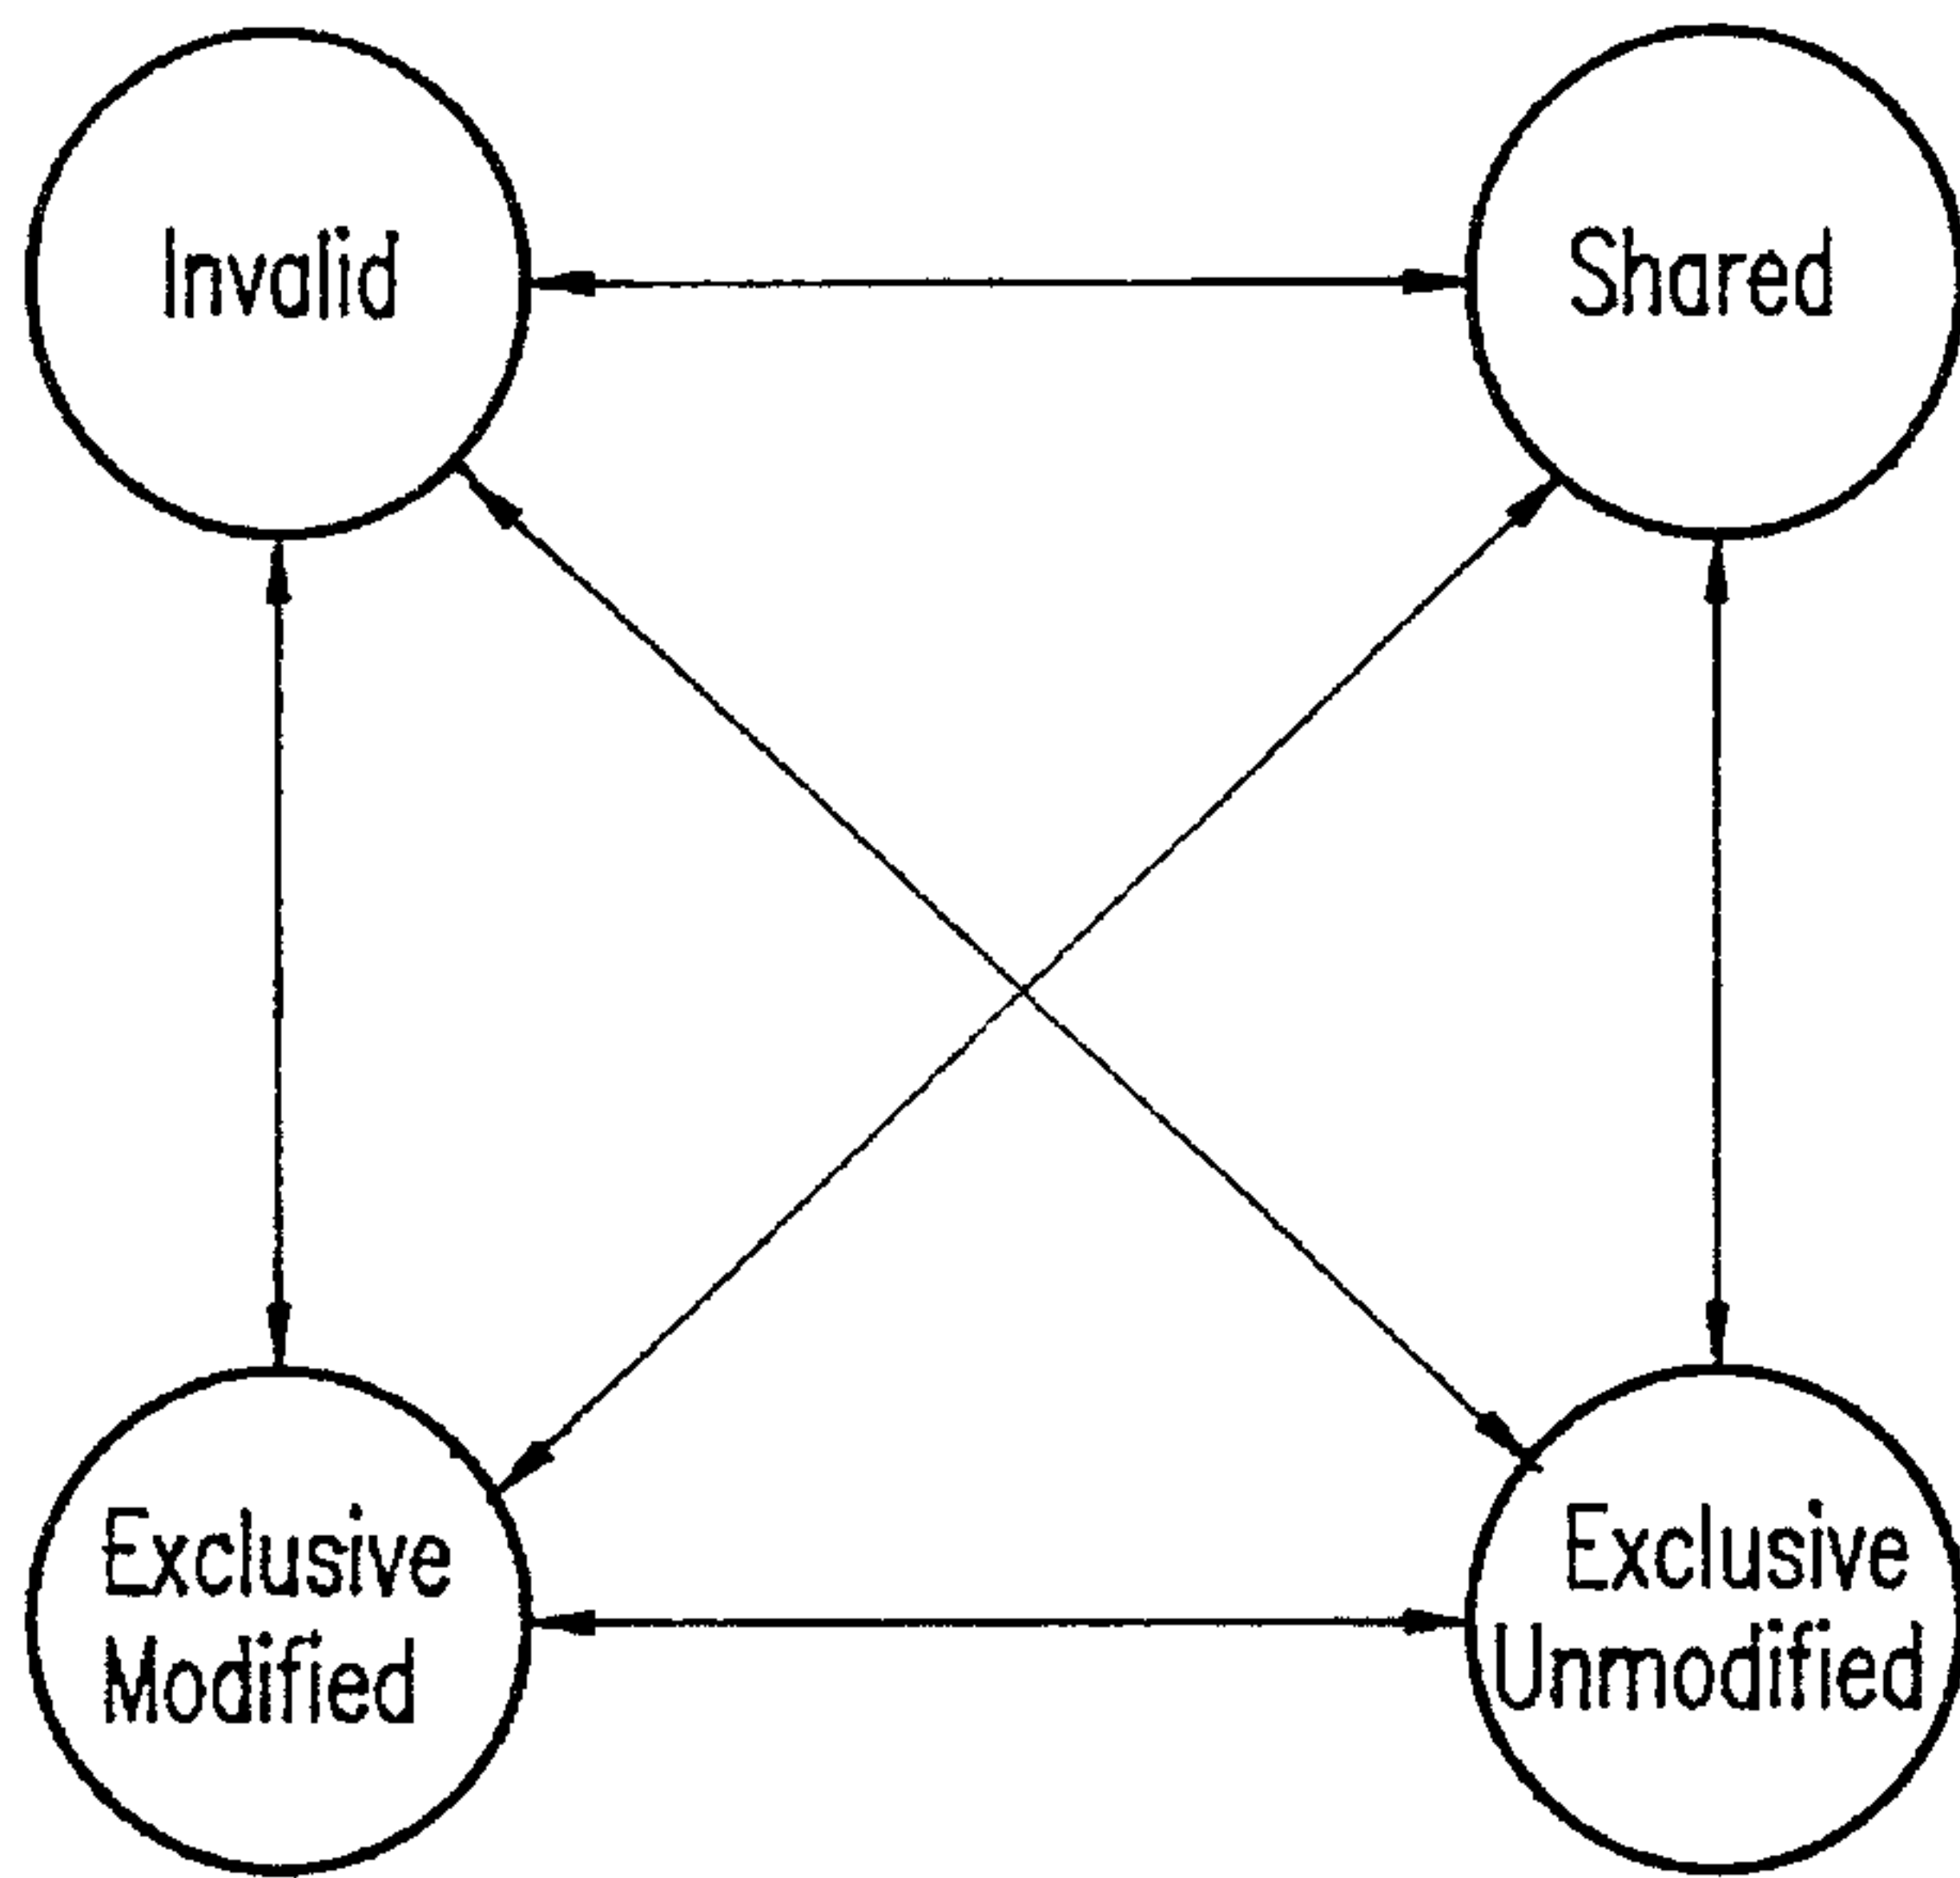 Invalid
Shared
Exclusive
Modified
Exclusive
Unmodified